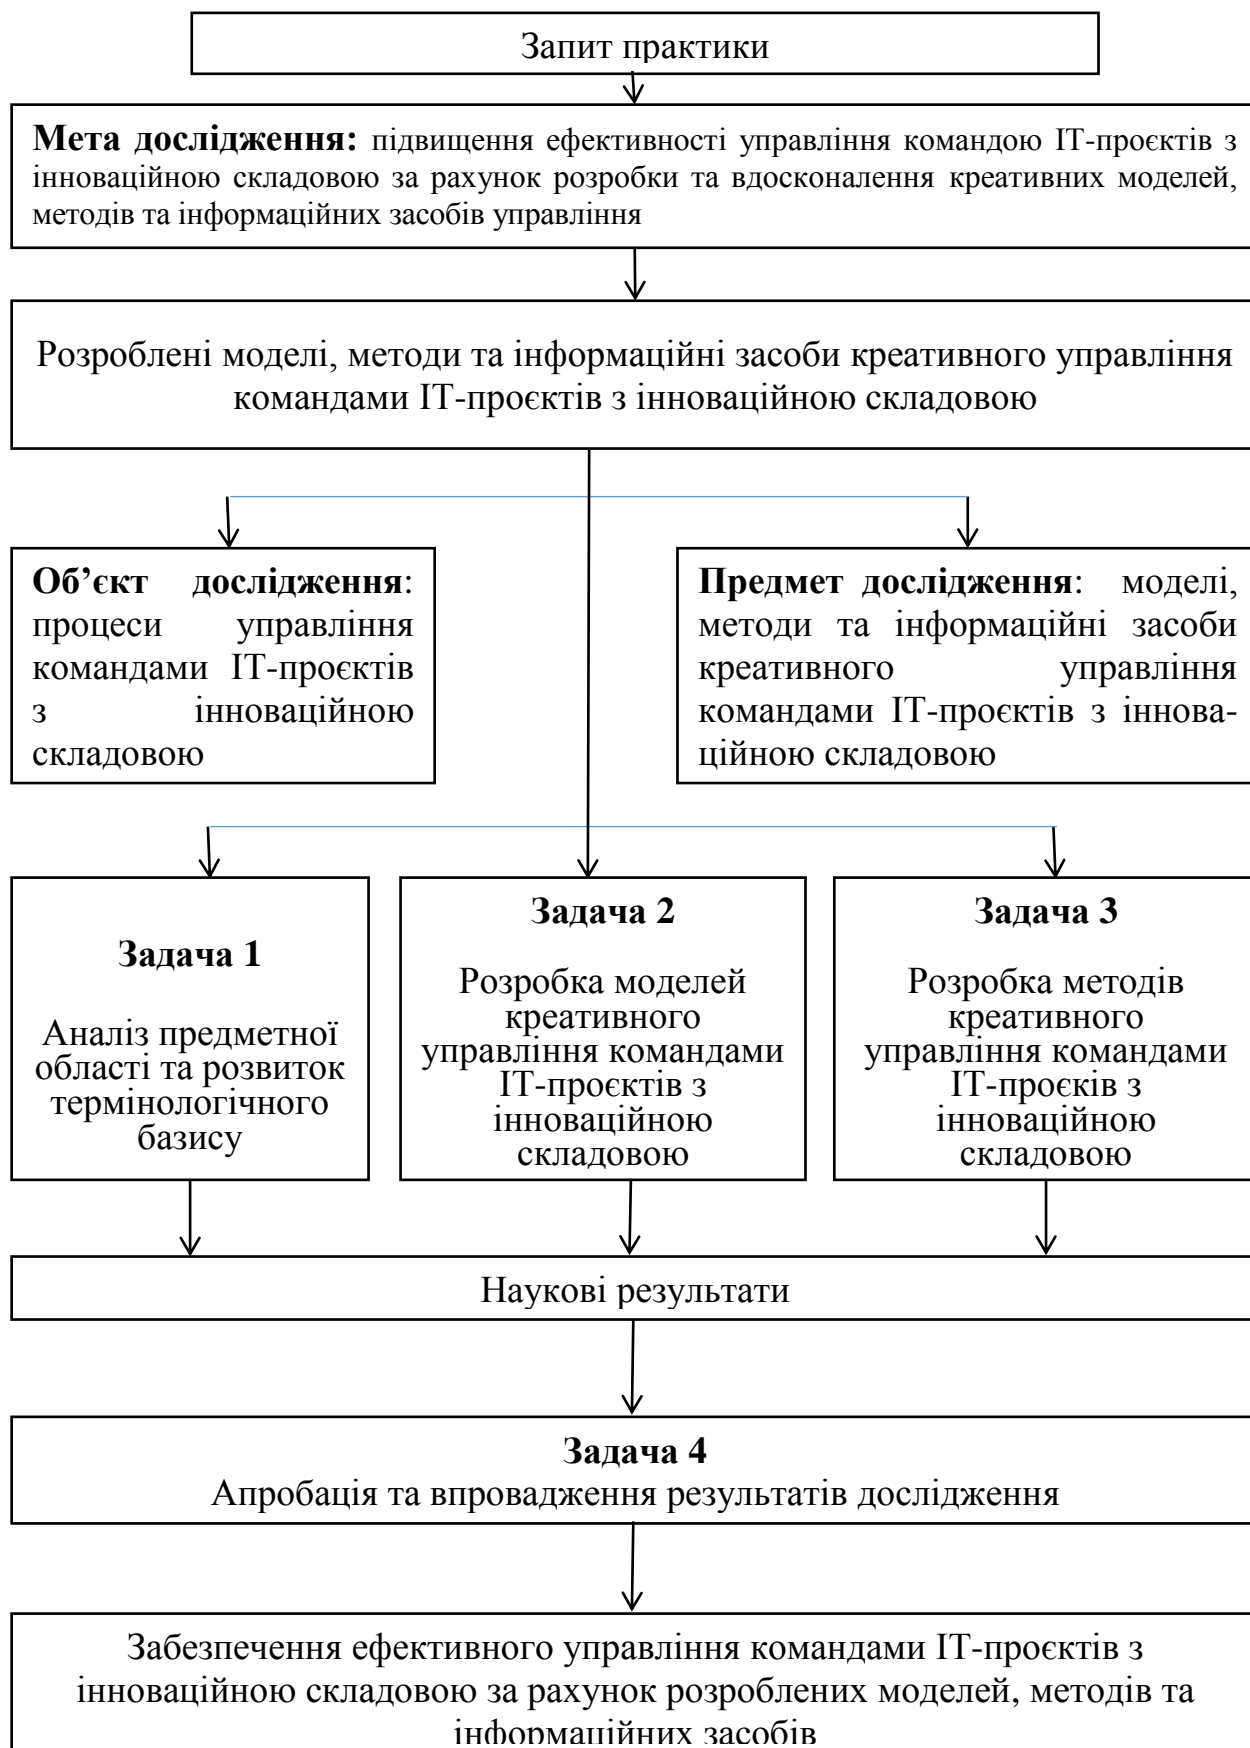 Запит практики
Мета дослідження: підвищення ефективності управління командою ІТ-проєктів з
інноваційною складовою за рахунок розробки та вдосконалення креативних моделей,
методів та інформаційних засобів управління
Розроблені моделі, методи та інформаційні засоби креативного управління
командами ІТ-проєктів з інноваційною складовою
Об’єкт дослідження:
процеси управління
командами ІТ-проєктів
з інноваційною
складовою
Предмет дослідження: моделі,
методи та інформаційні засоби
креативного управління
командами ІТ-проєктів з іннова-
ційною складовою
Задача 1
Аналіз предметної
області та розвиток
термінологічного
базису
Задача 2
Розробка моделей
креативного
управління командами
ІТ-проєктів з
інноваційною
складовою
Задача 3
Розробка методів
креативного
управління командами
ІТ-проєків з
інноваційною
складовою
Наукові результати
Задача 4
Апробація та впровадження результатів дослідження
Забезпечення ефективного управління командами ІТ-проєктів з
інноваційною складовою за рахунок розроблених моделей, методів та
інформаційних засобів